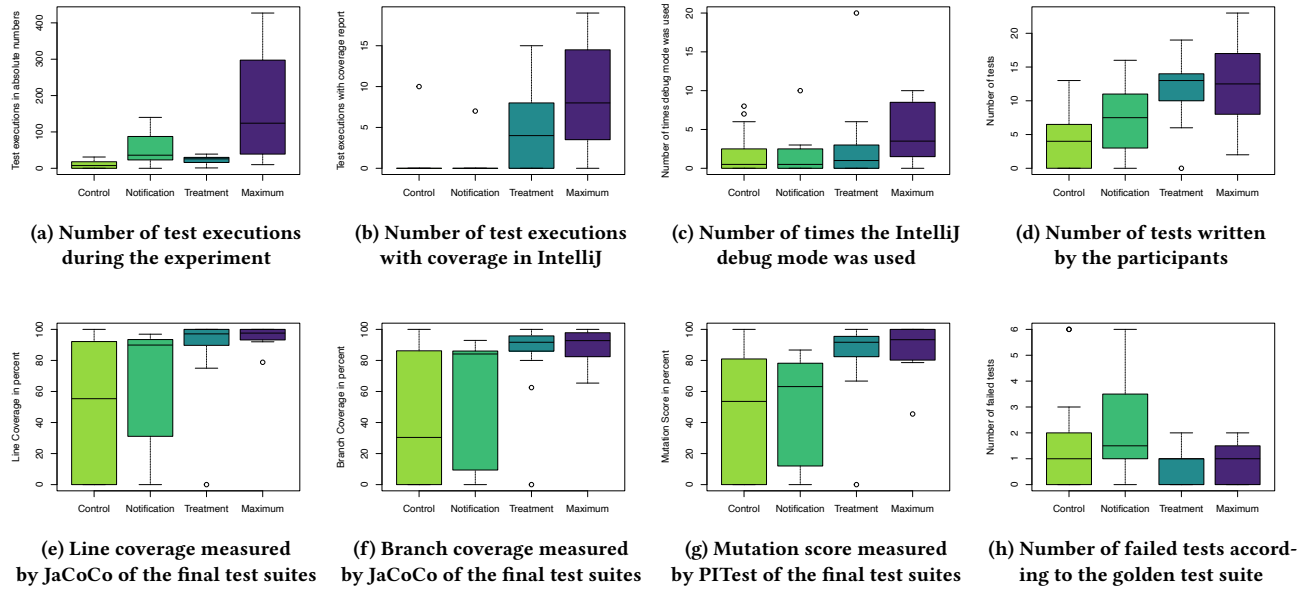 Test executions in absolute numbers
400
300
200
100
0
Control Notification Treatment Maximum
(a) Number of test executions
during the experiment
Test executions with coverage report
15
10
5
0
Control Notification Treatment Maximum
(b) Number of test executions
with coverage in IntelliJ
Number of times debug mode was used
20
15
10
5
0
Control Notification Treatment Maximum
(c) Number of times the IntelliJ
debug mode was used
Number of tests
20
15
10
5
0
Control Notification Treatment Maximum
(d) Number of tests written
by the participants
Line Coverage in percent
100
80
60
40
20
0
Control Notification Treatment Maximum
(e) Line coverage measured
by JaCoCo of the final test suites
Branch Coverage in percent
100
80
60
40
20
0
Control Notification Treatment Maximum
(f) Branch coverage measured
by JaCoCo of the final test suites
Mutation Score in percent
100
80
60
40
20
0
Control Notification Treatment Maximum
(g) Mutation score measured
by PITest of the final test suites
Number of failed tests
6
5
4
3
2
1
0
Control Notification Treatment Maximum
(h) Number of failed tests accord-
ing to the golden test suite